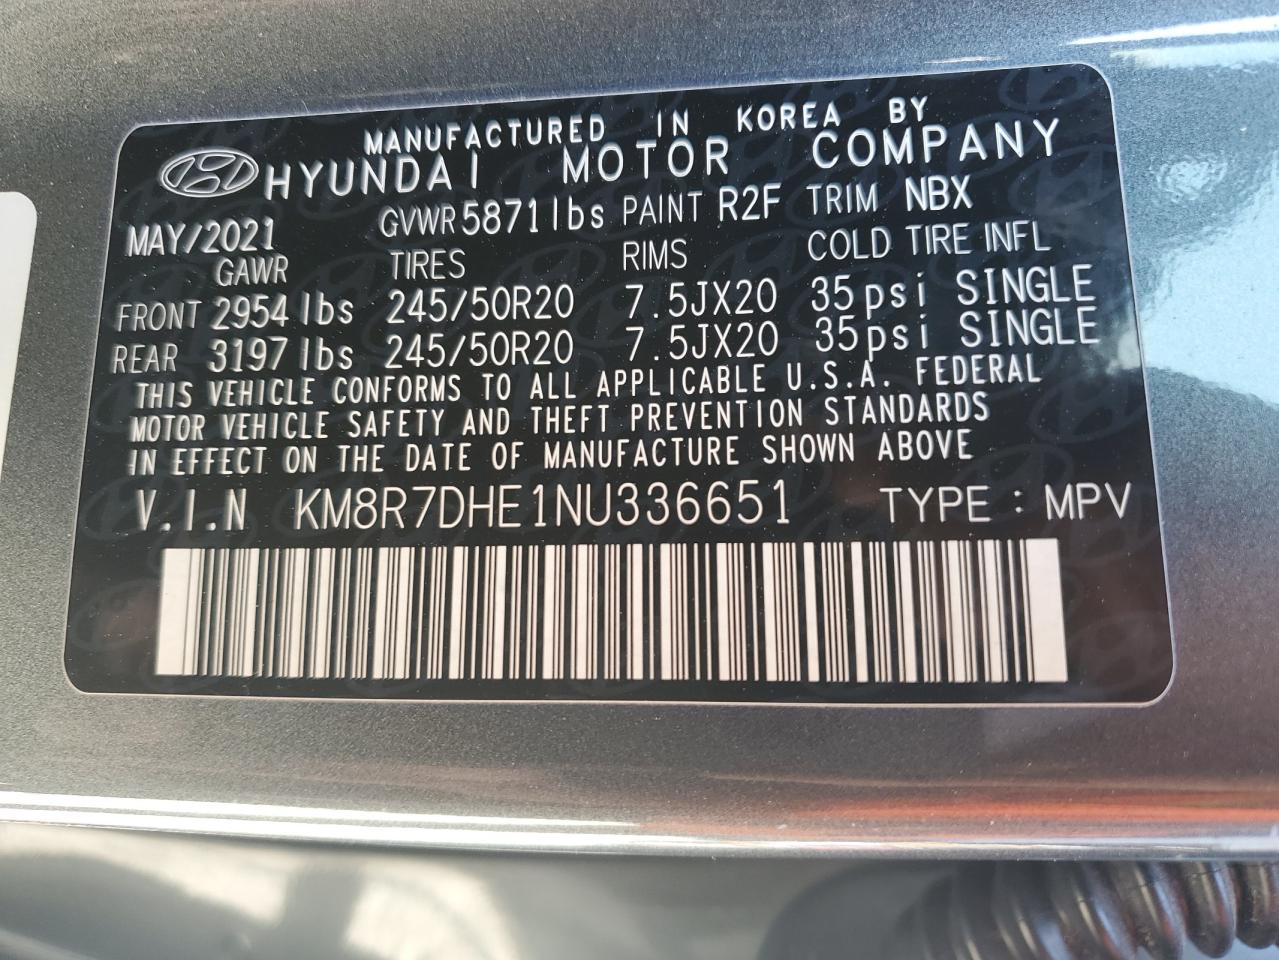 MANUFACTURED IN KOREA BY
HYUNDAI MOTOR COMPANY
MAY/2021 GVWR 5871lbs PAINT R2F TRIM NBX
GAWR TIRES RIMS COLD TIRE INFL
FRONT 2954 lbs 245/50R20 7.5JX20 35psi SINGLE
REAR 3197 lbs 245/50R20 7.5JX20 35psi SINGLE
THIS VEHICLE CONFORMS TO ALL APPLICABLE U.S.A. FEDERAL
MOTOR VEHICLE SAFETY AND THEFT PREVENTION STANDARDS
IN EFFECT ON THE DATE OF MANUFACTURE SHOWN ABOVE
V.I.N KM8R7DHE1NU336651 TYPE : MPV